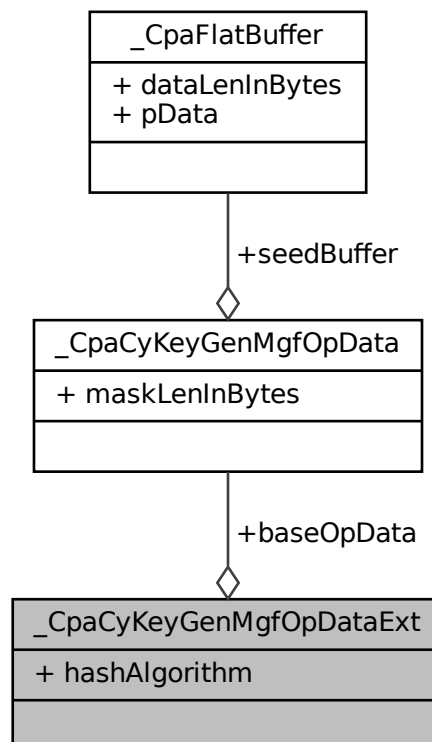 _CpaFlatBuffer
+ dataLenInBytes
+ pData
+seedBuffer
_CpaCyKeyGenMgfOpData
+ maskLenInBytes
+baseOpData
_CpaCyKeyGenMgfOpDataExt
+ hashAlgorithm